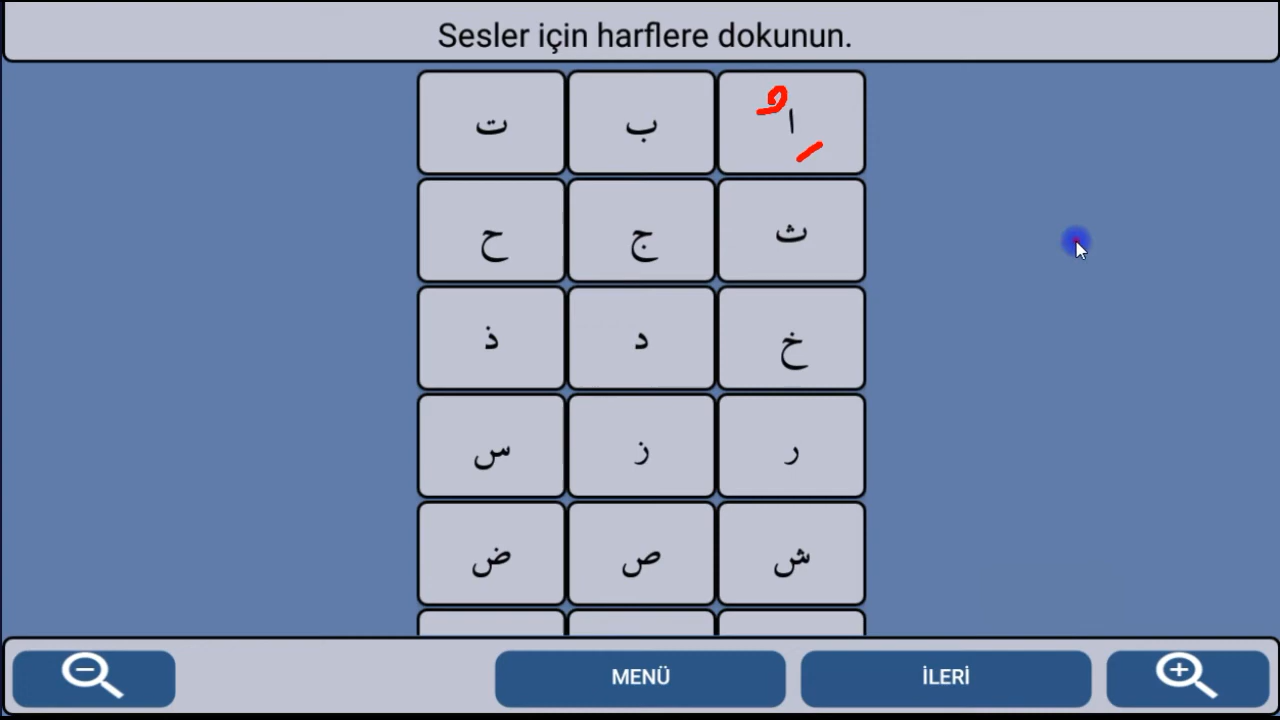 Sesler için harflere dokunun.
ا ب ت
ث ج ح
خ د ذ
ر ز س
ش ص ض
MENÜ İLERİ